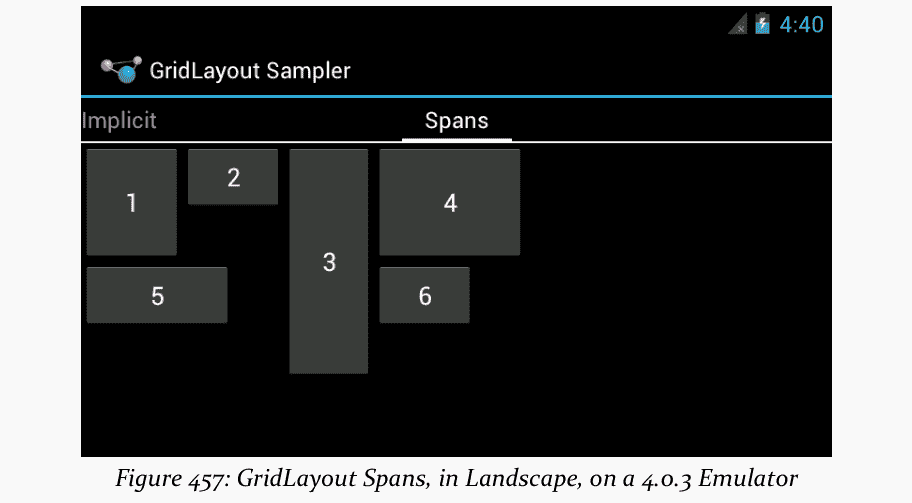 4:40
GridLayout Sampler
Implicit Spans
1 2 3 4
5 6
Figure 457: GridLayout Spans, in Landscape, on a 4.0.3 Emulator